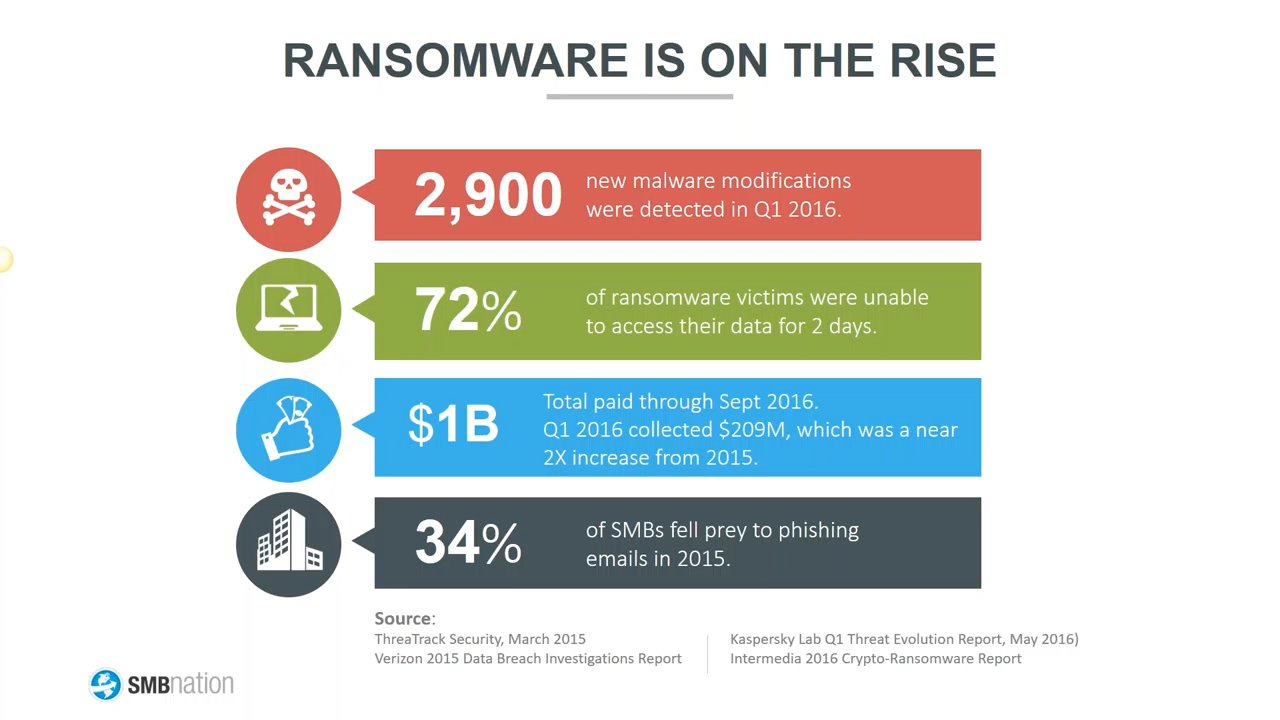 RANSOMWARE IS ON THE RISE
2,900
new malware modifications
were detected in Q1 2016.
72%
of ransomware victims were unable
to access their data for 2 days.
$1B
Total paid through Sept 2016.
Q1 2016 collected $209M, which was a near
2X increase from 2015.
34%
of SMBs fell prey to phishing
emails in 2015.
Source:
ThreaTrack Security, March 2015
Verizon 2015 Data Breach Investigations Report
Kaspersky Lab Q1 Threat Evolution Report, May 2016)
Intermedia 2016 Crypto-Ransomware Report
SMBnation